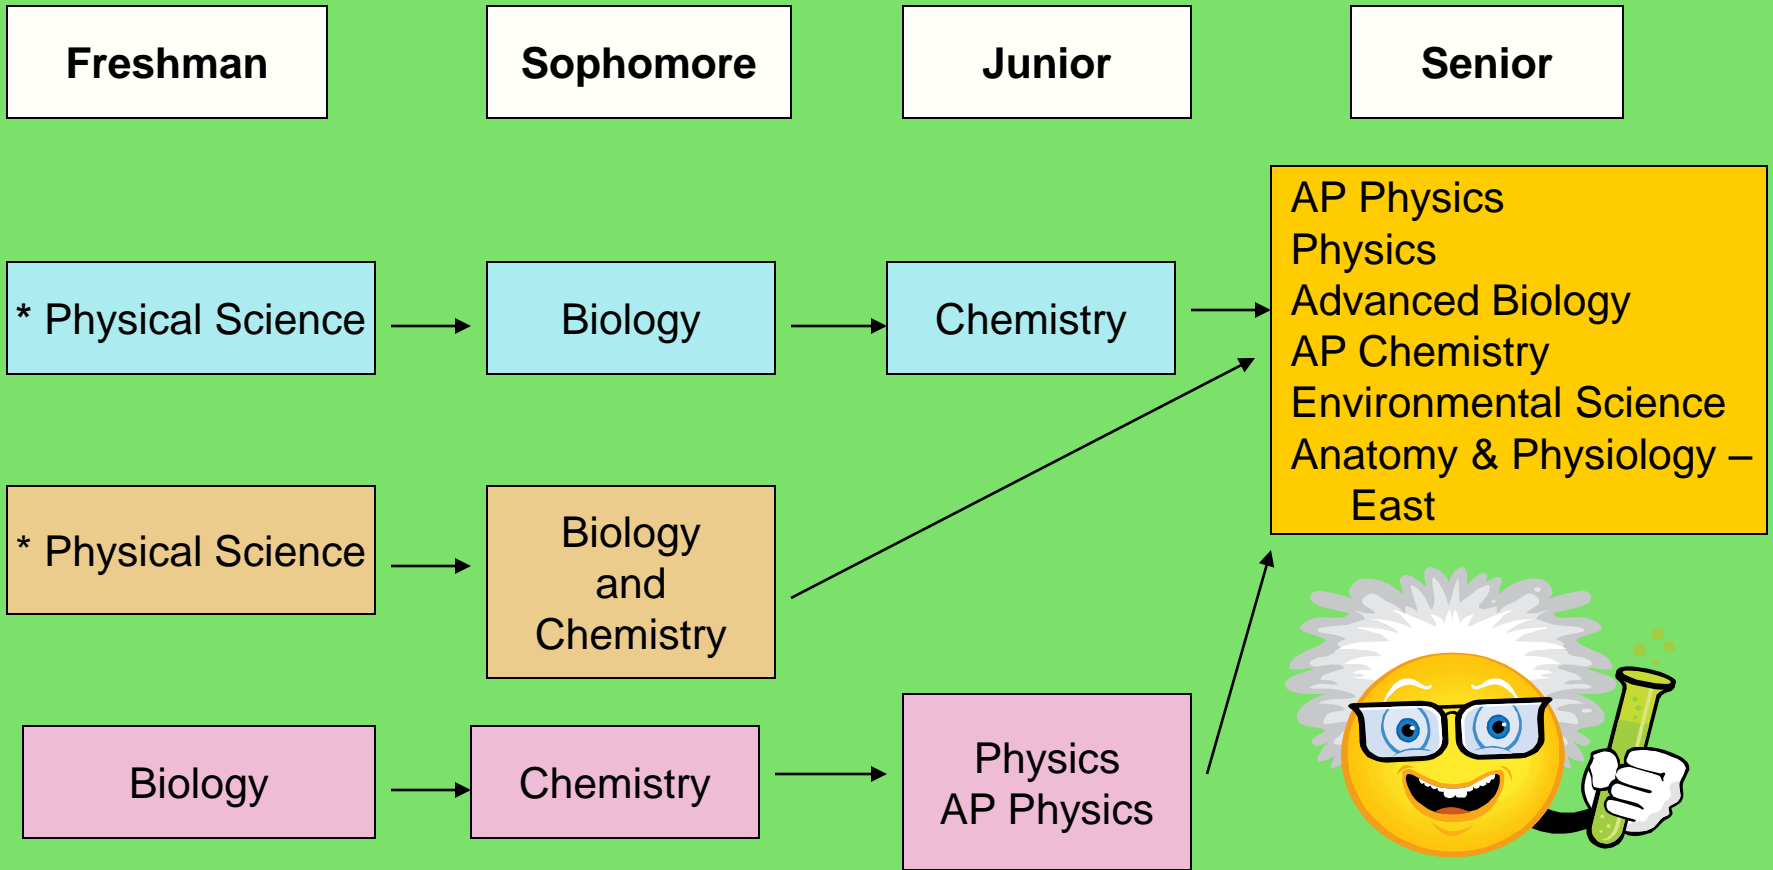 Freshman
Sophomore
Junior
Senior
* Physical Science
Biology
Chemistry
AP Physics
Physics
Advanced Biology
AP Chemistry
Environmental Science
Anatomy & Physiology –
East
* Physical Science
Biology
and
Chemistry
Biology
Chemistry
Physics
AP Physics